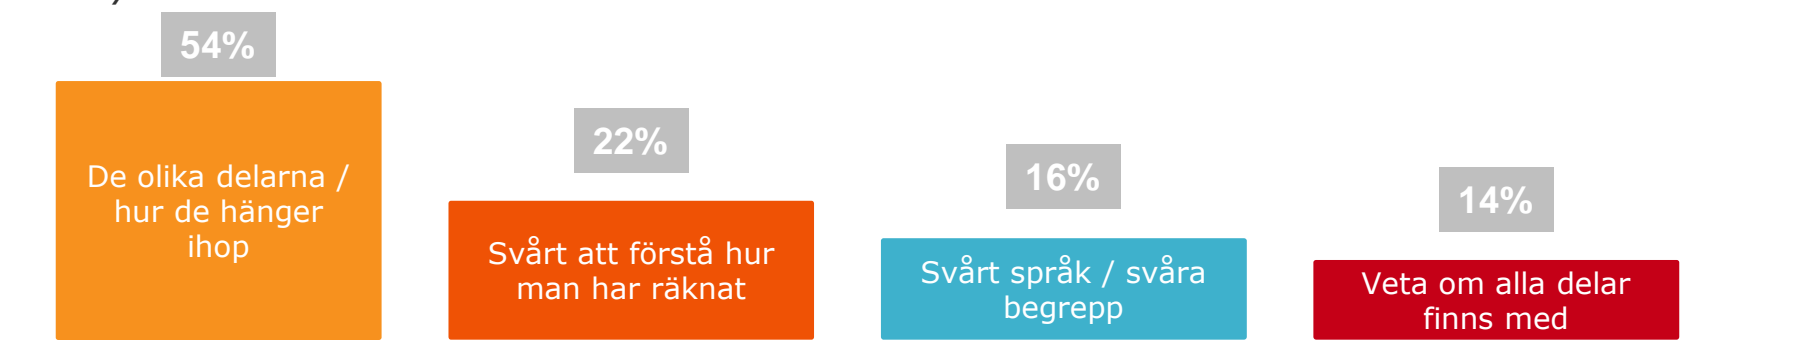 54%
De olika delarna /
hur de hänger
ihop
22%
Svårt att förstå hur
man har räknat
16%
Svårt språk / svåra
begrepp
14%
Veta om alla delar
finns med